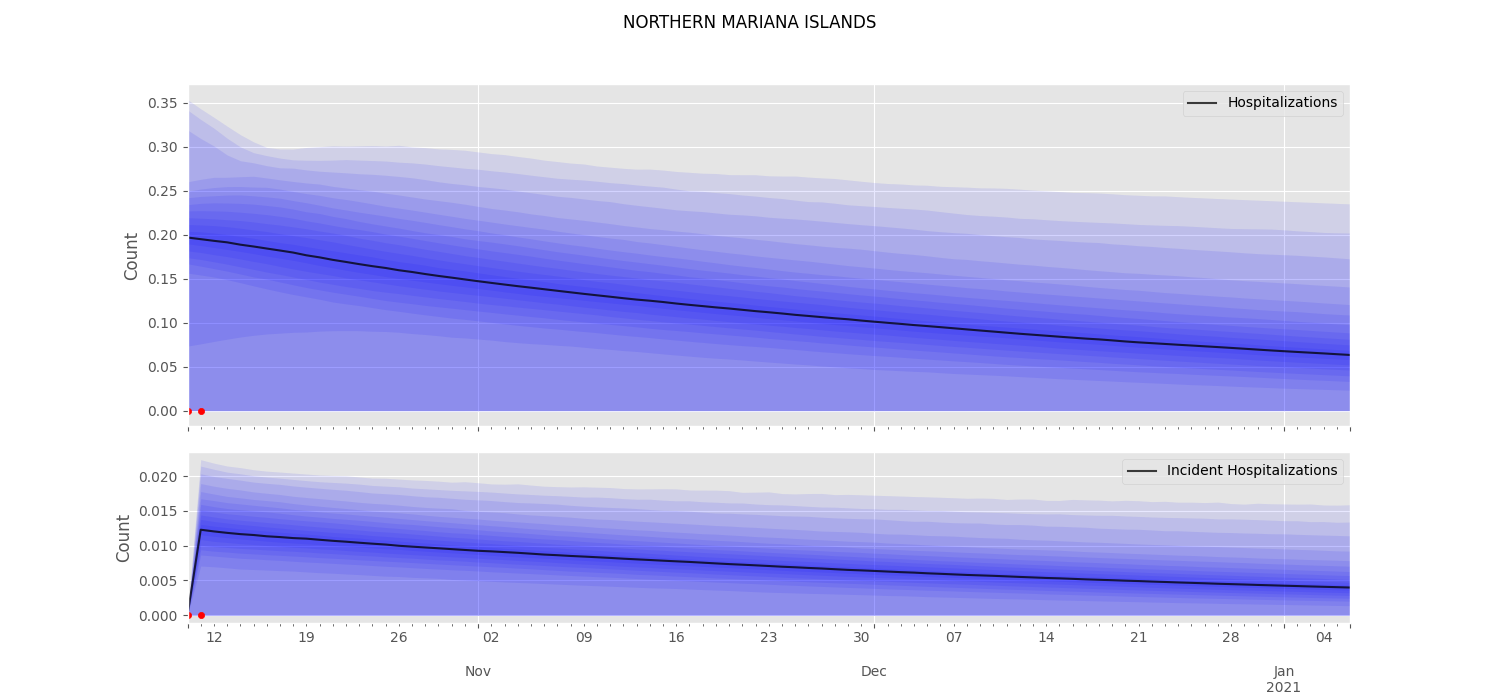 NORTHERN MARIANA ISLANDS
Hospitalizations
Count
0.35
0.30
0.25
0.20
0.15
0.10
0.05
0.00
Incident Hospitalizations
Count
0.020
0.015
0.010
0.005
0.000
12 19 26 02 09 16 23 30 07 14 21 28 04
Nov Dec Jan
2021